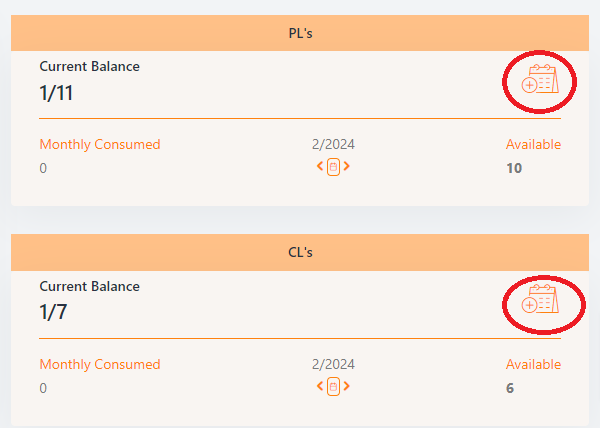 PL's
Current Balance
1/11
Monthly Consumed 2/2024 Available
0 10
CL's
Current Balance
1/7
Monthly Consumed 2/2024 Available
0 6